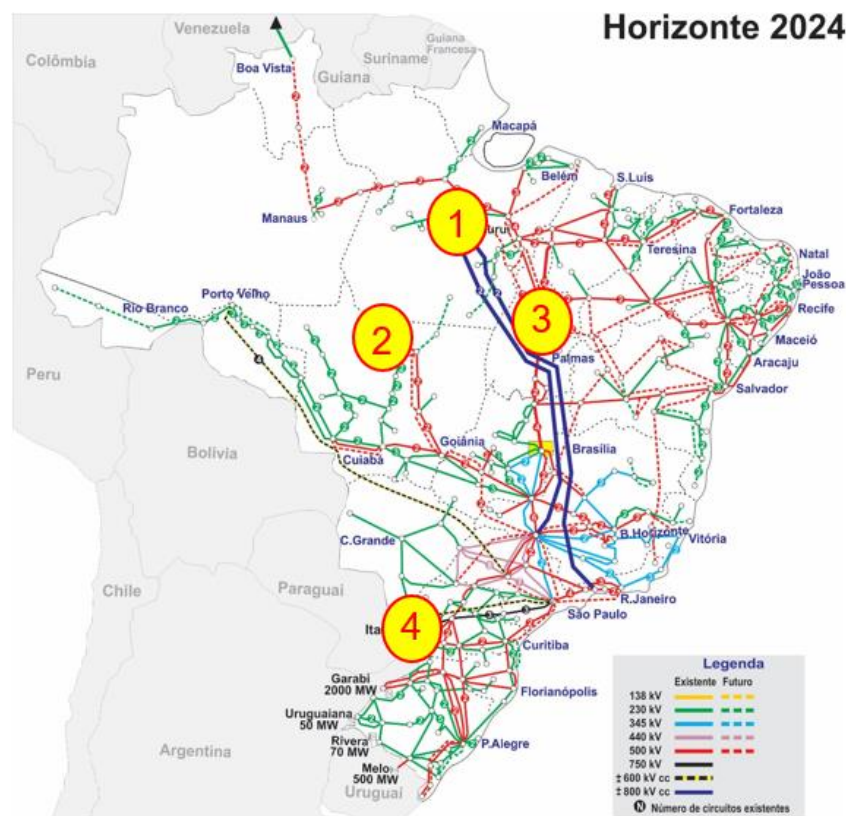 Horizonte 2024
Venezuela
Colômbia
Boa Vista
Guiana
Suriname
Guiana
Francesa
Macapá
Belém
S.Luis
Manaus
1
urui
Fortaleza
Teresina
Natal
João
Pessoa
Recife
Maceió
Aracaju
Salvador
Porto Velho
Rio Branco
2
3
Palmas
Peru
Bolívia
Cuiabá
Goiânia
Brasília
C.Grande
B.Horizonte
Vitória
Chile
Paraguai
R.Janeiro
São Paulo
Ita
4
Curitiba
Garabi
2000 MW
Florianópolis
Uruguaiana
50 MW
Rivera
70 MW
P.Alegre
Melo
500 MW
Argentina
Uruguai
Legenda
Existente Futuro
138 kV
230 kV
345 kV
440 kV
500 kV
750 kV
± 600 kV cc
± 800 kV cc
N Número de circuitos existentes